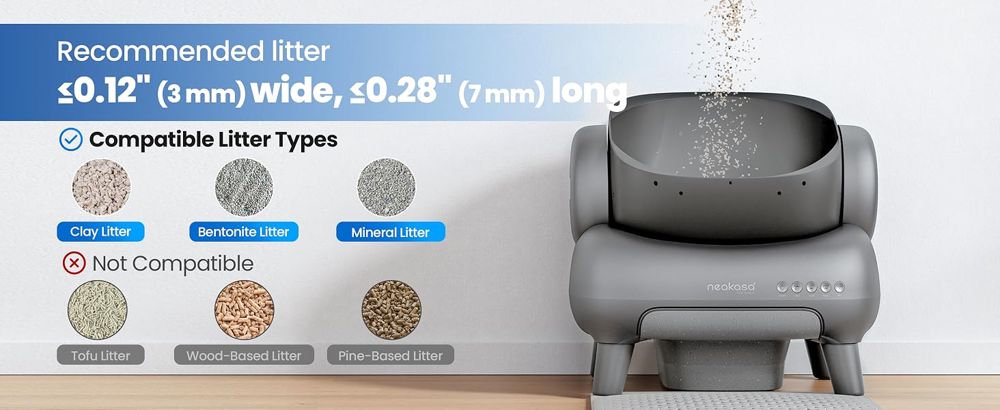 Recommended litter
≤0.12" (3 mm) wide, ≤0.28" (7 mm) long
Compatible Litter Types
Clay Litter
Bentonite Litter
Mineral Litter
Not Compatible
Tofu Litter
Wood-Based Litter
Pine-Based Litter
neakasa